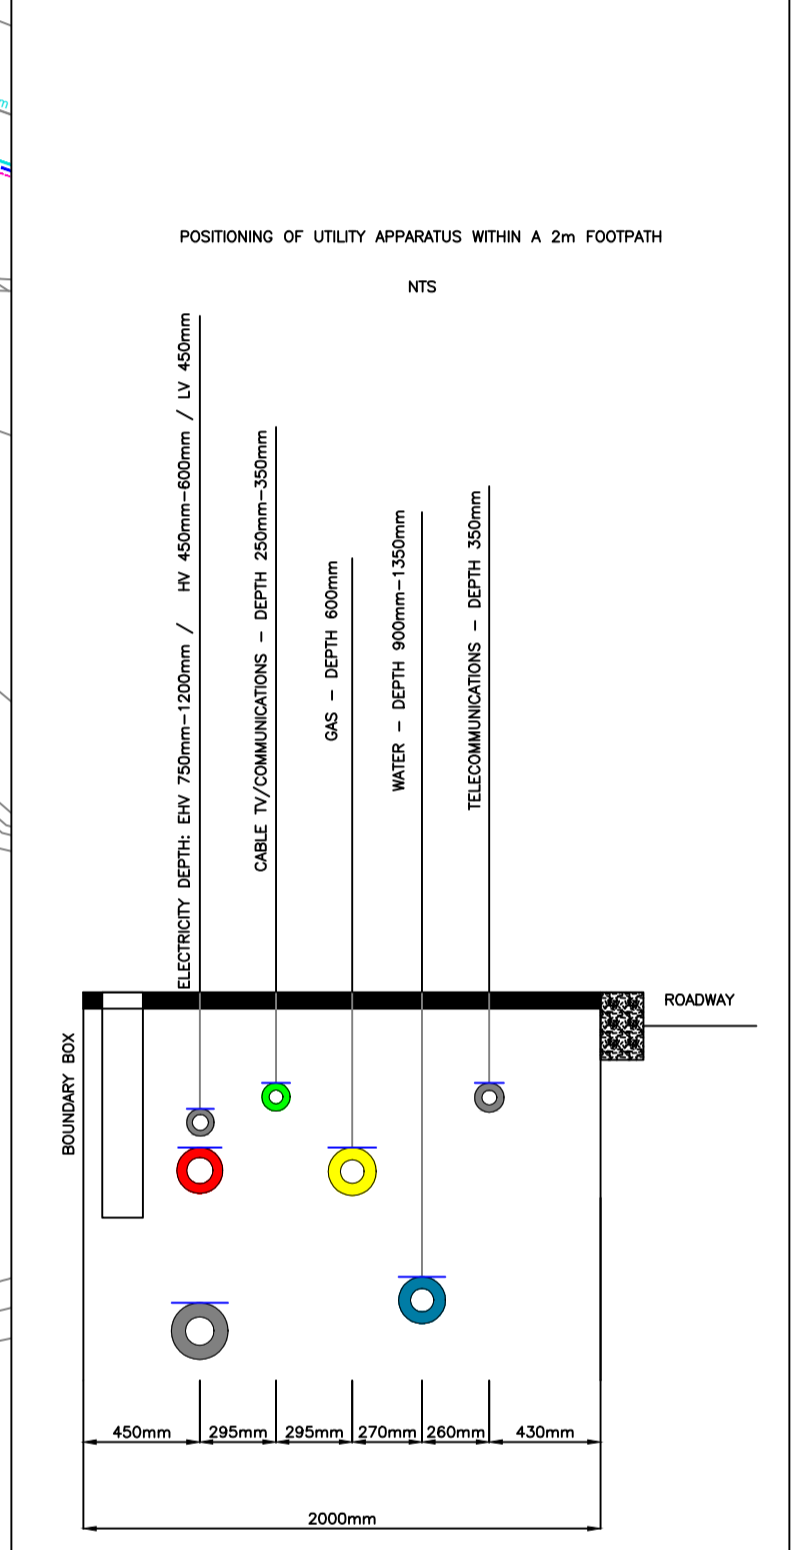 POSITIONING OF UTILITY APPARATUS WITHIN A 2m FOOTPATH
NTS
ELECTRICITY DEPTH: EHV 750mm-1200mm / HV 450mm-600mm / LV 450mm
CABLE TV/COMMUNICATIONS - DEPTH 250mm-350mm
GAS - DEPTH 600mm
WATER - DEPTH 900mm-1350mm
TELECOMMUNICATIONS - DEPTH 350mm
ROADWAY
BOUNDARY BOX
450mm 295mm 295mm 270mm 260mm 430mm
2000mm